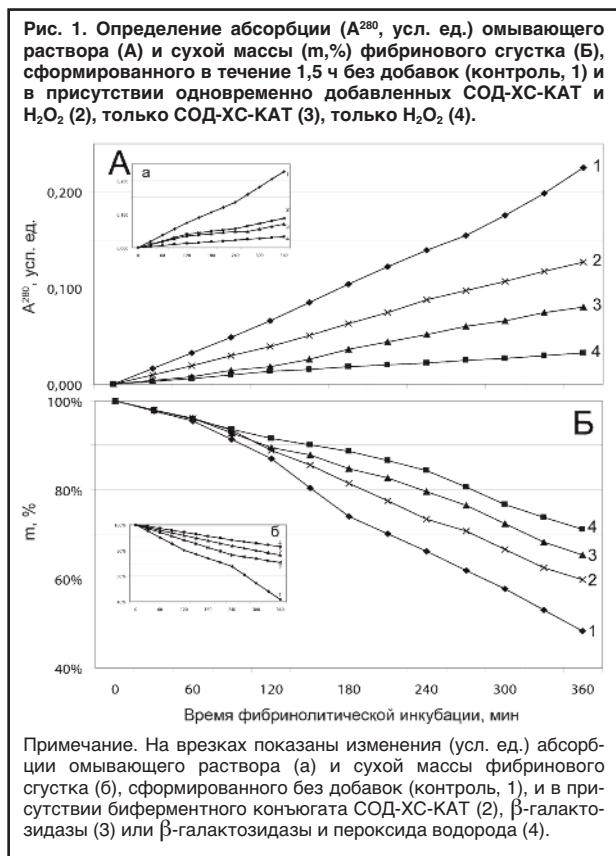 Рис. 1. Определение абсорбции (A²⁸⁰, усл. ед.) омывающего
раствора (А) и сухой массы (m,%) фибринового сгустка (Б),
сформированного в течение 1,5 ч без добавок (контроль, 1) и
в присутствии одновременно добавленных СОД-ХС-КАТ и
H₂O₂ (2), только СОД-ХС-КАТ (3), только H₂O₂ (4).
А
а
A²⁸⁰, усл. ед.
0,200
0,100
0,000
1
2
3
4
Б
б
m, %
100%
80%
60%
40%
4
3
2
1
0 60 120 180 240 300 360
Время фибринолитической инкубации, мин
Примечание. На врезках показаны изменения (усл. ед.) абсорб-
ции омывающего раствора (а) и сухой массы фибринового
сгустка (б), сформированного без добавок (контроль, 1), и в при-
сутствии биферментного конъюгата СОД-ХС-КАТ (2), β-галакто-
зидазы (3) или β-галактозидазы и пероксида водорода (4).